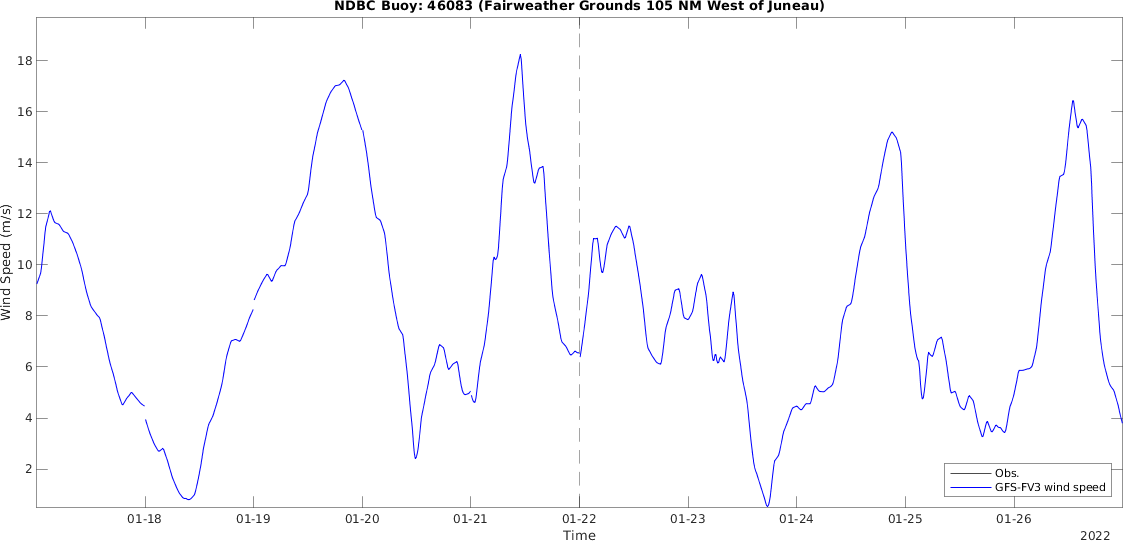 NDBC Buoy: 46083 (Fairweather Grounds 105 NM West of Juneau)
18
16
14
12
10
8
6
4
2
Wind Speed (m/s)
Obs.
GFS-FV3 wind speed
01-18 01-19 01-20 01-21 01-22 01-23 01-24 01-25 01-26
Time
2022